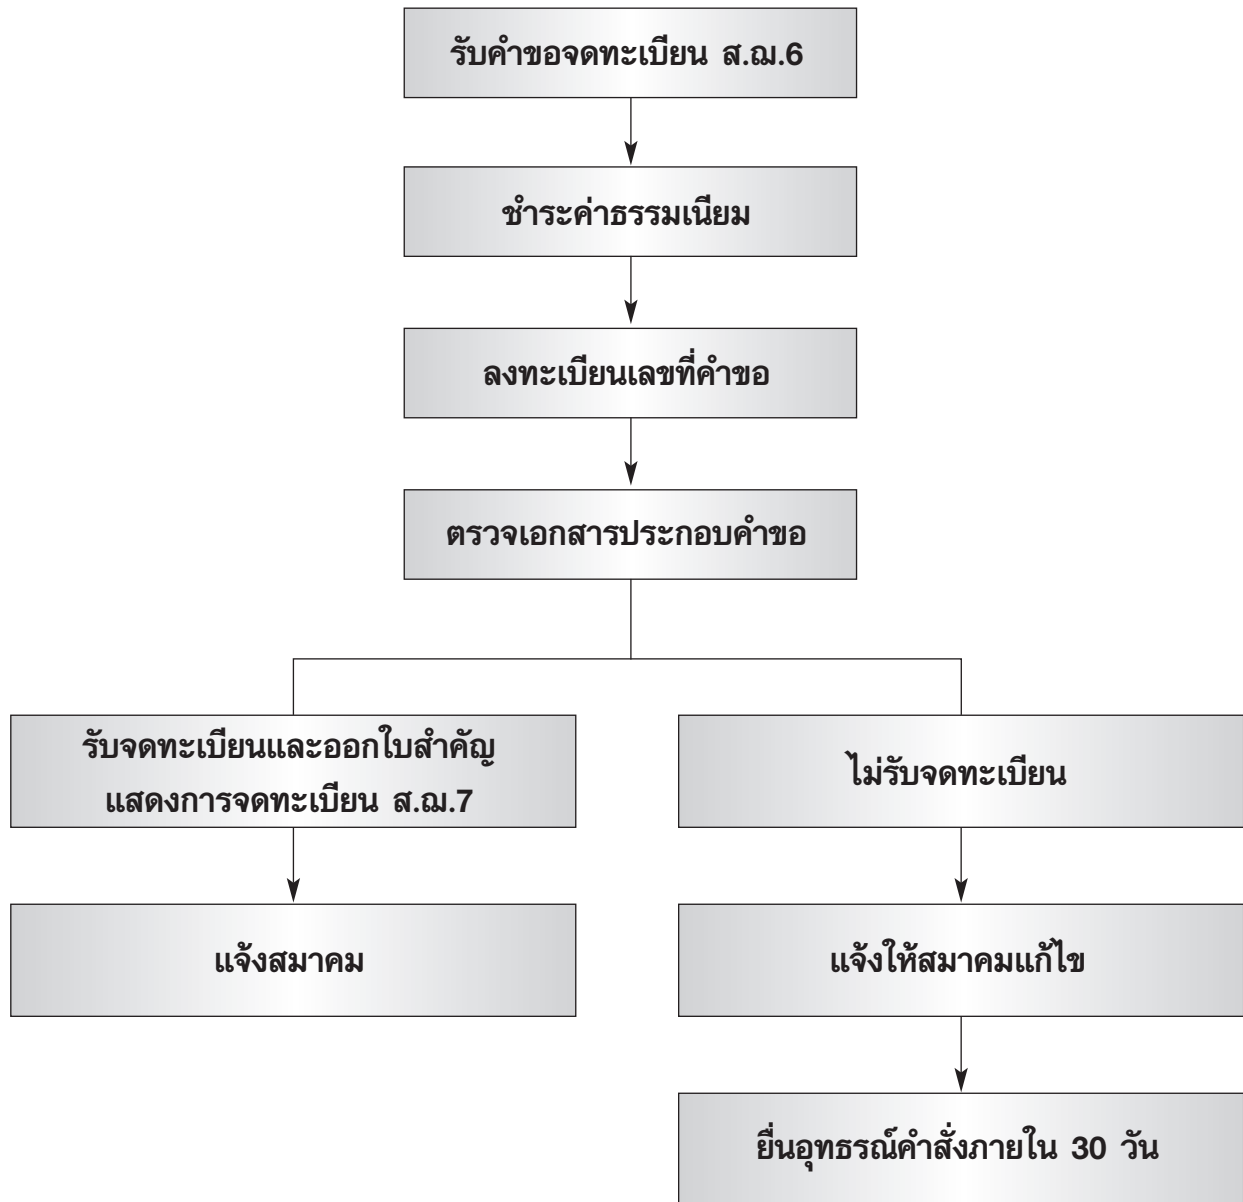 รับคำขอจดทะเบียน ส.ฌ.6
ชำระค่าธรรมเนียม
ลงทะเบียนเลขที่คำขอ
ตรวจเอกสารประกอบคำขอ
รับจดทะเบียนและออกใบสำคัญ
แสดงการจดทะเบียน ส.ฌ.7
ไม่รับจดทะเบียน
แจ้งสมาคม
แจ้งให้สมาคมแก้ไข
ยื่นอุทธรณ์คำสั่งภายใน 30 วัน